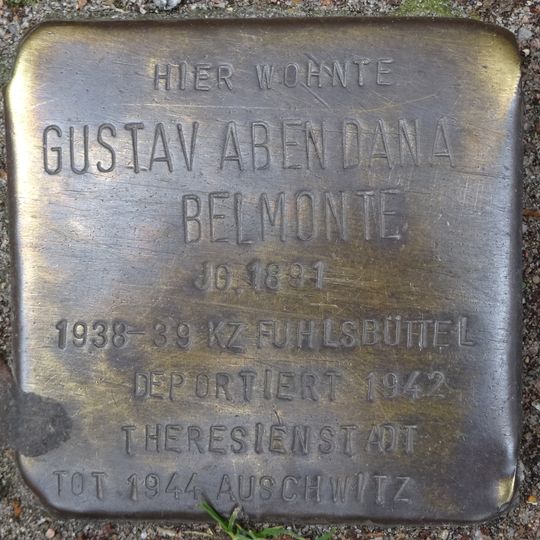 HIER WOHNTE
GUSTAV ABENDANA
BELMONTE
JG. 1891
1938-39 KZ FUHLSBÜTTEL
DEPORTIERT 1942
THERESIENSTADT
TOT 1944 AUSCHWITZ